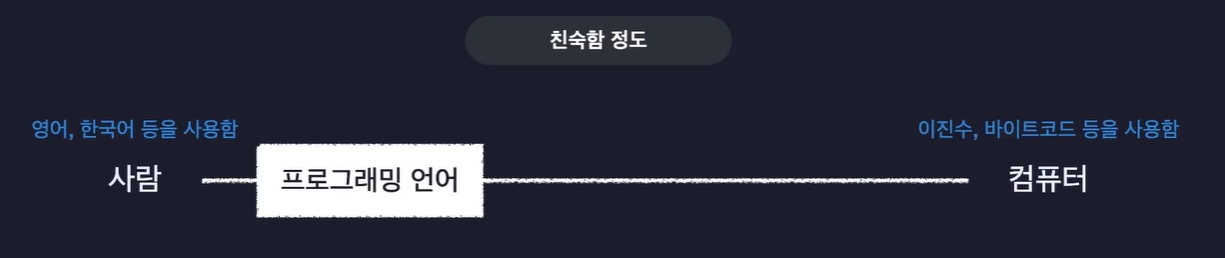 친숙함 정도
영어, 한국어 등을 사용함
이진수, 바이트코드 등을 사용함
사람
프로그래밍 언어
컴퓨터